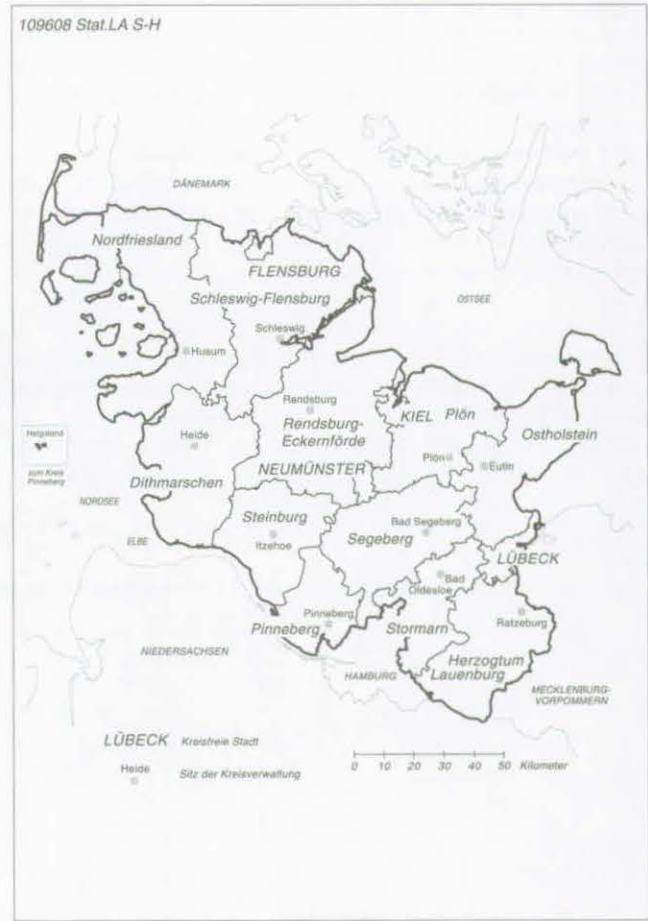 109608 Stat.LA S-H
DÄNEMARK
Nordfriesland
FLENSBURG
Schleswig-Flensburg
OSTSEE
Schleswig
Husum
Rendsburg
KIEL Plön
Rendsburg-
Eckernförde
Ostholstein
Helgoland
Heide
Plön
Eutin
zum Kreis
Pinneberg
NEUMÜNSTER
Dithmarschen
NORDSEE
Steinburg
Bad Segeberg
Segeberg
ELBE
Itzehoe
LÜBECK
Bad
Oldesloe
Pinneberg
Ratzeburg
Pinneberg
Stormarn
NIEDERSACHSEN
Herzogtum
Lauenburg
HAMBURG
MECKLENBURG-
VORPOMMERN
LÜBECK Kreisfreie Stadt
0 10 20 30 40 50 Kilometer
Heide
Sitz der Kreisverwaltung